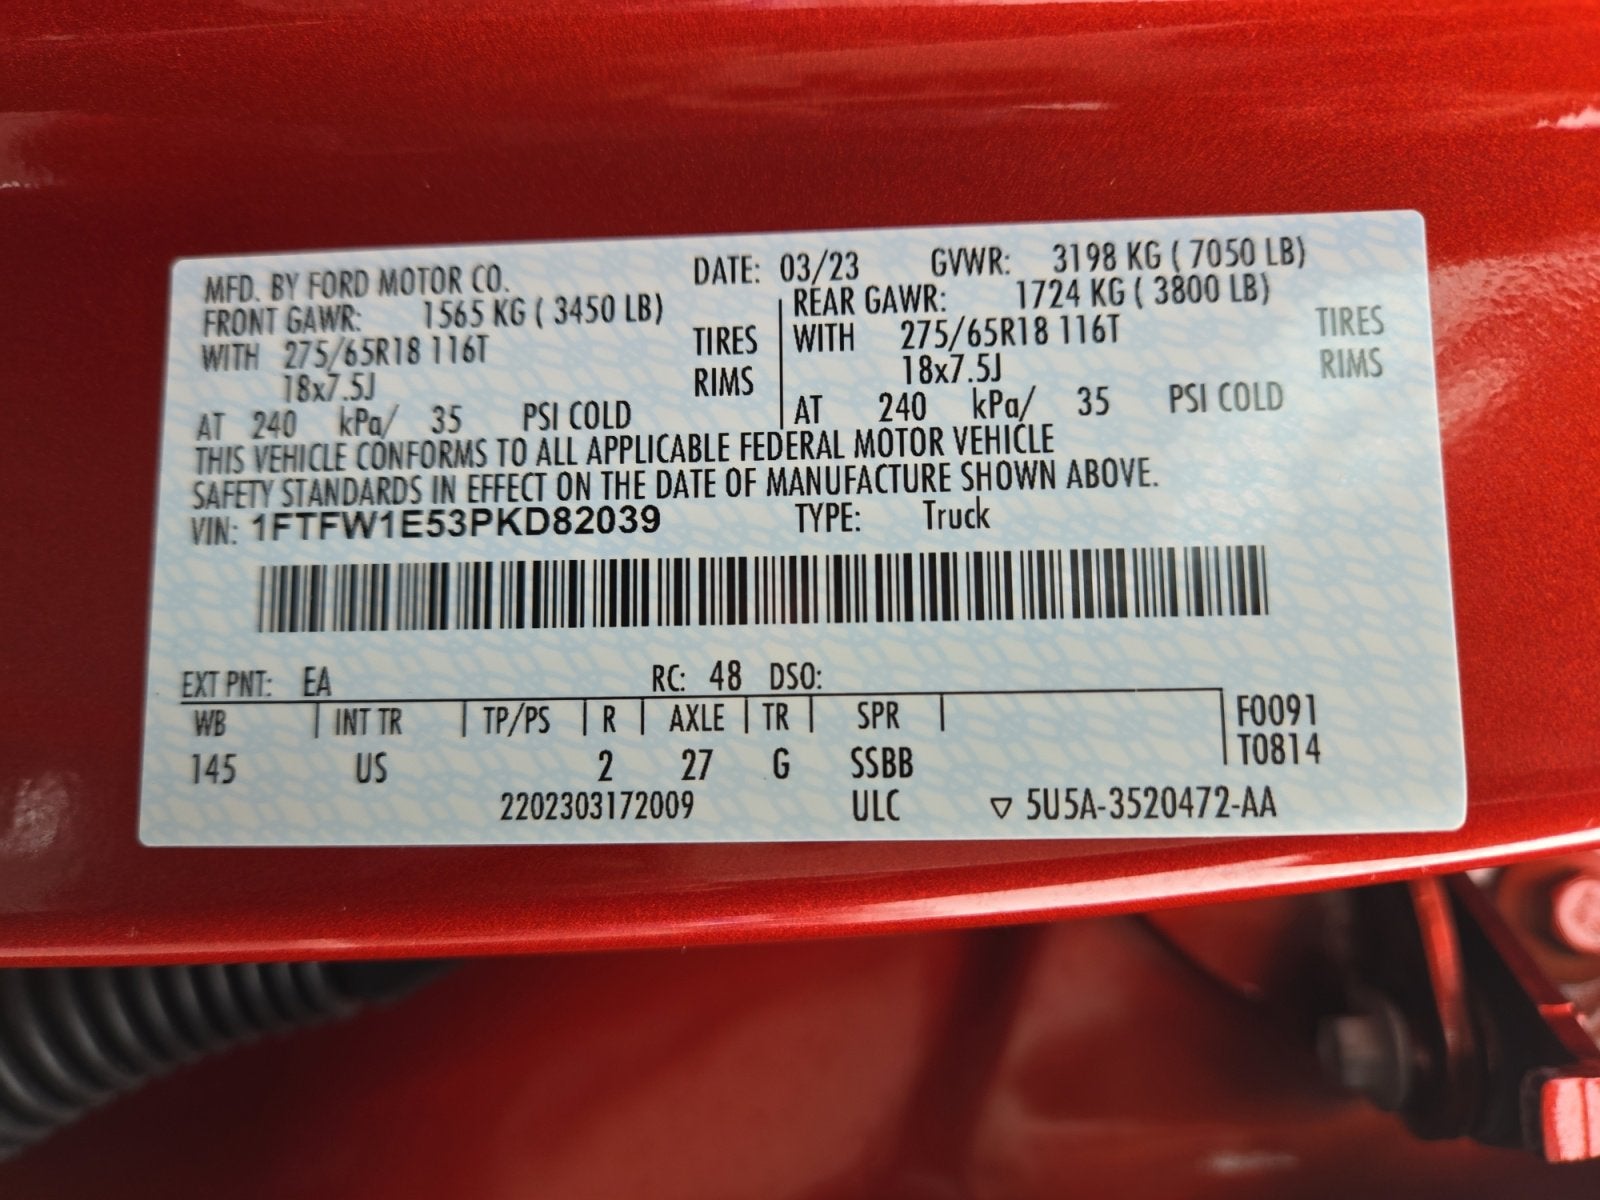 MFD. BY FORD MOTOR CO. DATE: 03/23 GVWR: 3198 KG ( 7050 LB)
FRONT GAWR: 1565 KG ( 3450 LB) REAR GAWR: 1724 KG ( 3800 LB)
WITH 275/65R18 116T TIRES WITH 275/65R18 116T TIRES
18x7.5J RIMS 18x7.5J RIMS
AT 240 kPa/ 35 PSI COLD AT 240 kPa/ 35 PSI COLD
THIS VEHICLE CONFORMS TO ALL APPLICABLE FEDERAL MOTOR VEHICLE
SAFETY STANDARDS IN EFFECT ON THE DATE OF MANUFACTURE SHOWN ABOVE.
VIN: 1FTFW1E53PKD82039 TYPE: Truck
EXT PNT: EA RC: 48 DSO:
WB INT TR TP/PS R AXLE TR SPR F0091
145 US 2 27 G SSBB T0814
2202303172009 ULC ▽ 5U5A-3520472-AA